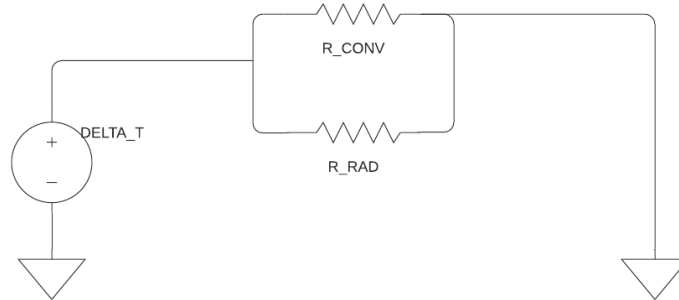 R_CONV
DELTA_T
+
−
R_RAD